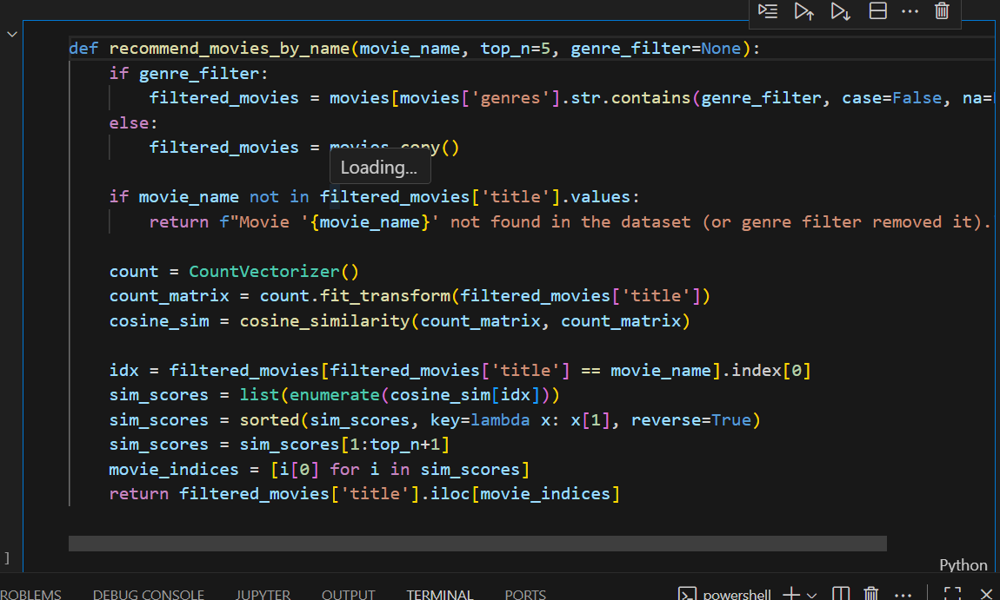 def recommend_movies_by_name(movie_name, top_n=5, genre_filter=None):
    if genre_filter:
        filtered_movies = movies[movies['genres'].str.contains(genre_filter, case=False, na=
    else:
        filtered_movies = movies.copy()
Loading...
    if movie_name not in filtered_movies['title'].values:
        return f"Movie '{movie_name}' not found in the dataset (or genre filter removed it).
    count = CountVectorizer()
    count_matrix = count.fit_transform(filtered_movies['title'])
    cosine_sim = cosine_similarity(count_matrix, count_matrix)
    idx = filtered_movies[filtered_movies['title'] == movie_name].index[0]
    sim_scores = list(enumerate(cosine_sim[idx]))
    sim_scores = sorted(sim_scores, key=lambda x: x[1], reverse=True)
    sim_scores = sim_scores[1:top_n+1]
    movie_indices = [i[0] for i in sim_scores]
    return filtered_movies['title'].iloc[movie_indices]
]
Python
ROBLEMS DEBUG CONSOLE JUPYTER OUTPUT TERMINAL PORTS powershell